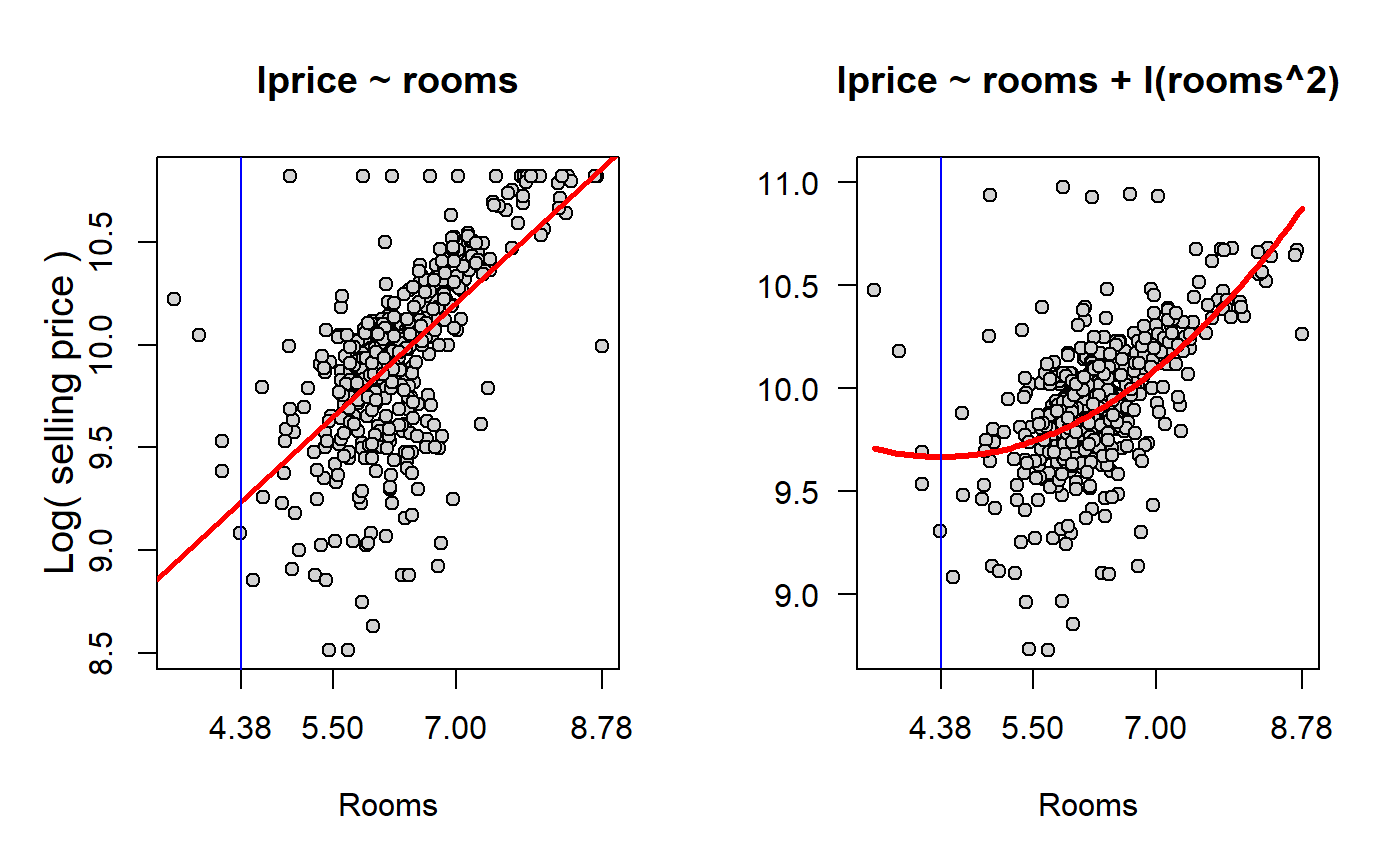 lprice ~ rooms
Log( selling price )
10.5
10.0
9.5
9.0
8.5
4.38 5.50 7.00 8.78
Rooms
lprice ~ rooms + I(rooms^2)
11.0
10.5
10.0
9.5
9.0
4.38 5.50 7.00 8.78
Rooms